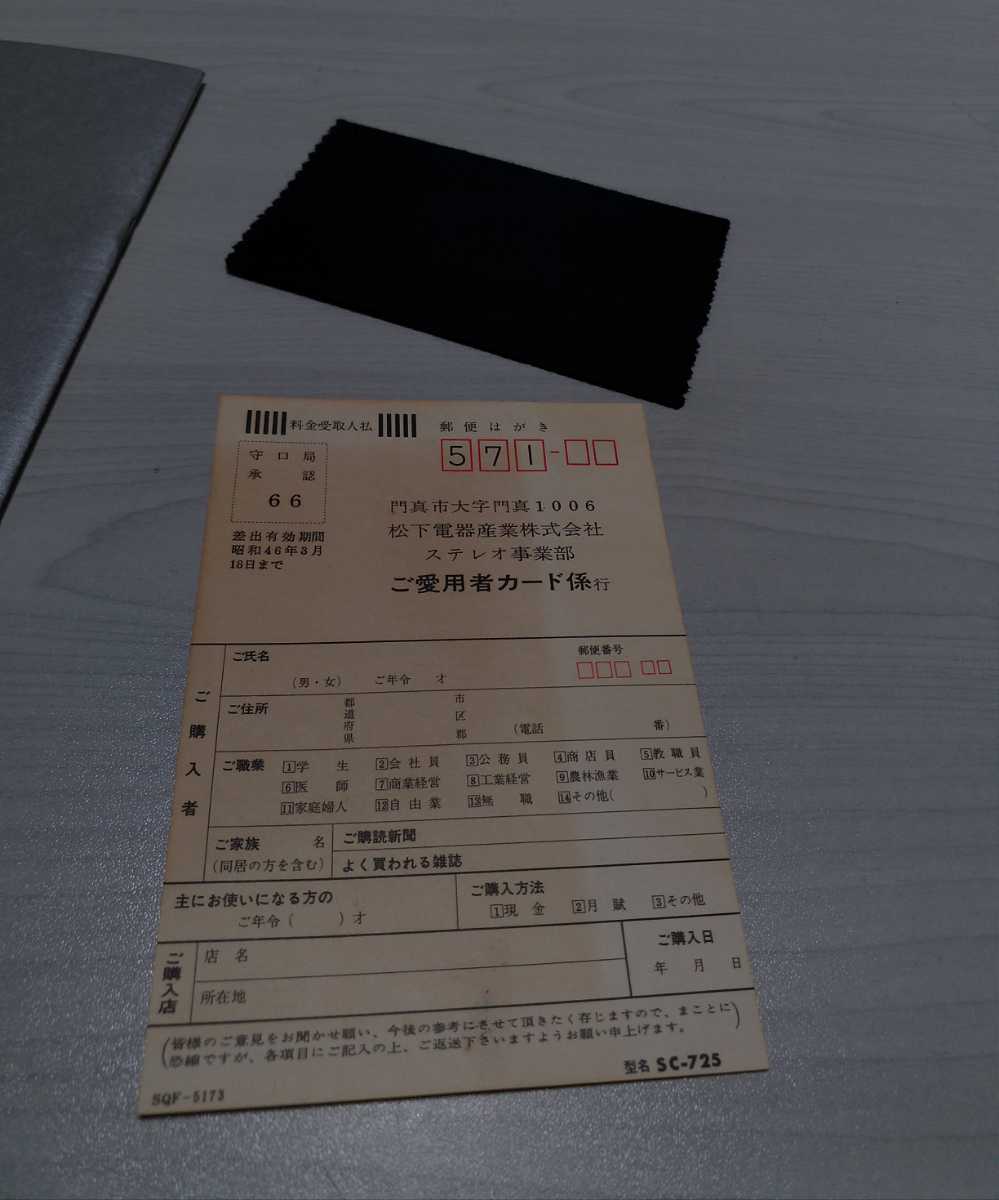 料金受取人払
郵便はがき
571-
守口局
承認
66
差出有効期間
昭和46年3月
18日まで
門真市大字門真1006
松下電器産業株式会社
ステレオ事業部
ご愛用者カード係行
ご購入者
ご氏名
(男・女) ご年令 才
郵便番号
ご住所
都道府県
市区郡
(電話 番)
ご職業
1学生 2会社員 3公務員 4商店員 5教職員
6医師 7商業経営 8工業経営 9農林漁業 10サービス業
11家庭婦人 12自由業 13無職 14その他( )
ご家族 名
(同居の方を含む)
ご購読新聞
よく買われる雑誌
主にお使いになる方の
ご年令( )才
ご購入方法
1現金 2月賦 3その他
ご購入店
店名
所在地
ご購入日
年 月 日
(皆様のご意見をお聞かせ願い、今後の参考にさせて頂きたく存じますので、まことに
恐縮ですが、各項目にご記入の上、ご返送下さいますようお願い申上げます。)
型名 SC-725
SQF-5173